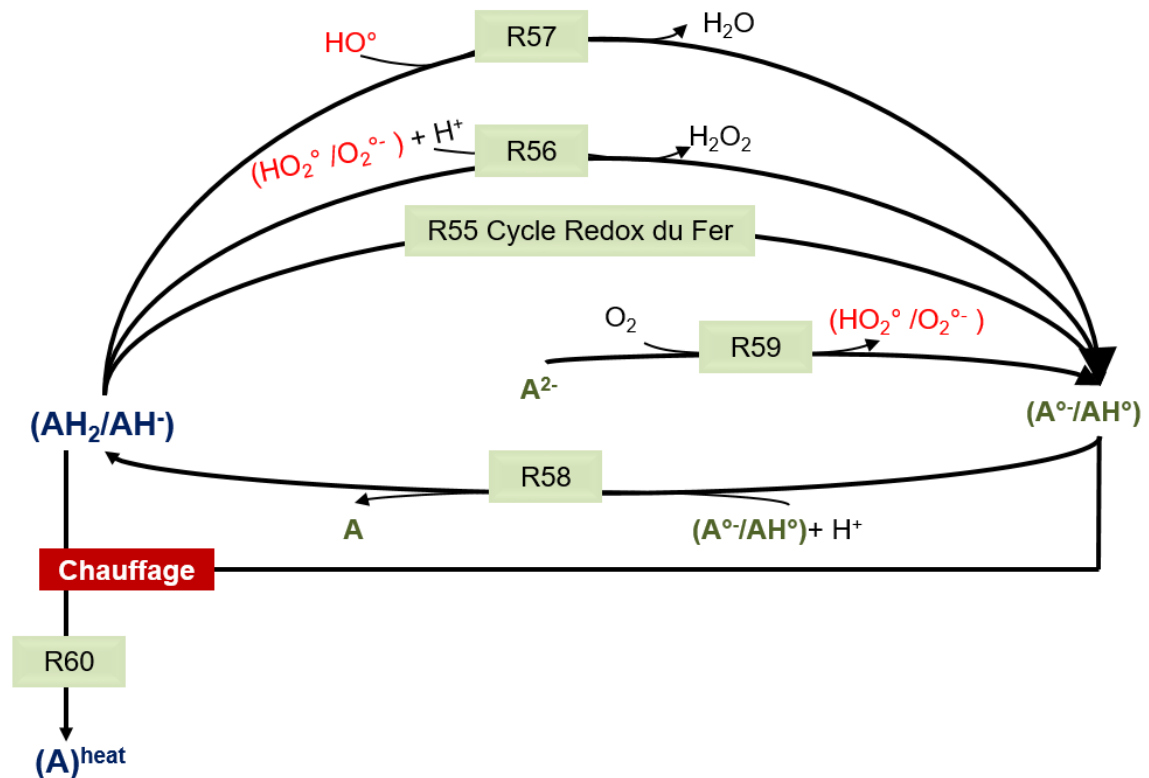 HO° R57 H₂O
(HO₂° /O₂°⁻ ) + H⁺ R56 H₂O₂
R55 Cycle Redox du Fer
O₂ R59 (HO₂° /O₂°⁻ )
A²⁻
(AH₂/AH⁻) (A°⁻/AH°)
R58
A (A°⁻/AH°)+ H⁺
Chauffage
R60
(A)ʰᵉᵃᵗ